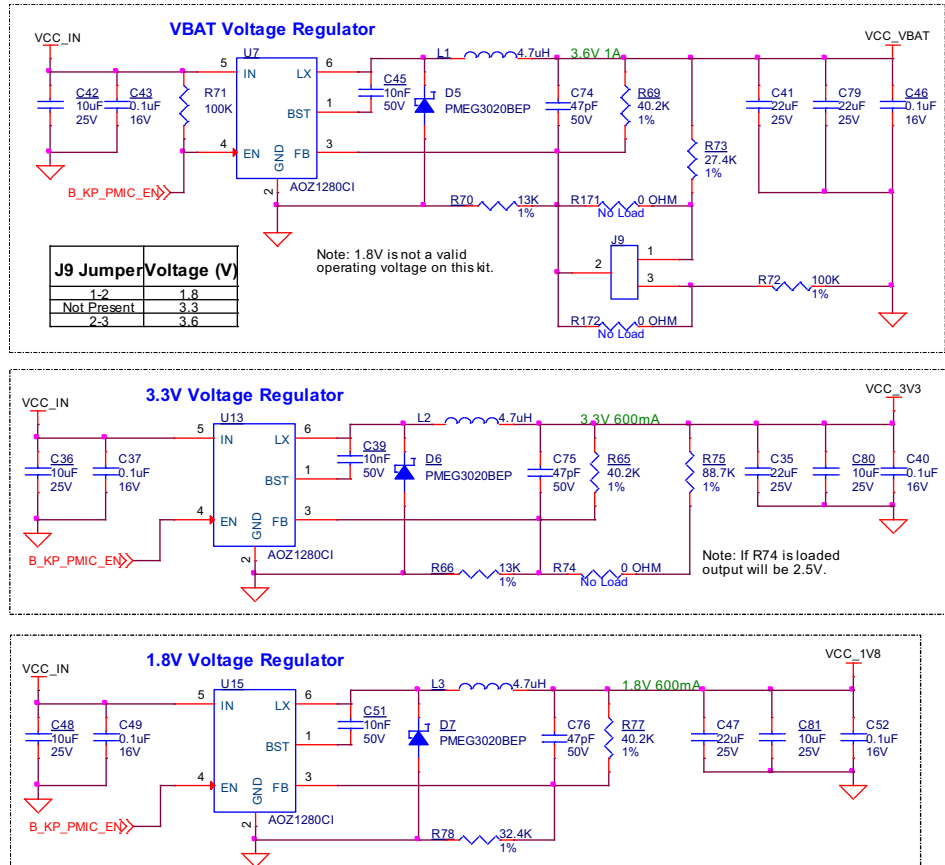 VBAT Voltage Regulator
VCC_IN
VCC_VBAT
U7
L1
4.7uH
3.6V 1A
5
IN
LX
6
C42
10uF
25V
C43
0.1uF
16V
R71
100K
C45
10nF
50V
D5
PMEG3020BEP
C74
47pF
50V
R69
40.2K
1%
C41
22uF
25V
C79
22uF
25V
C46
0.1uF
16V
BST
1
4
EN
GND
FB
3
R73
27.4K
1%
2
AOZ1280CI
B_KP_PMIC_EN
R70
13K
1%
R171
0 OHM
No Load
J9
1
2
3
R72
100K
1%
R172
0 OHM
No Load
Note: 1.8V is not a valid
operating voltage on this kit.
J9 Jumper Voltage (V)
1-2 1.8
Not Present 3.3
2-3 3.6
3.3V Voltage Regulator
VCC_IN
VCC_3V3
U13
L2
4.7uH
3.3V 600mA
5
IN
LX
6
C36
10uF
25V
C37
0.1uF
16V
C39
10nF
50V
D6
PMEG3020BEP
C75
47pF
50V
R65
40.2K
1%
R75
88.7K
1%
C35
22uF
25V
C80
10uF
25V
C40
0.1uF
16V
BST
1
4
EN
GND
FB
3
2
AOZ1280CI
B_KP_PMIC_EN
R66
13K
1%
R74
0 OHM
No Load
Note: If R74 is loaded
output will be 2.5V.
1.8V Voltage Regulator
VCC_IN
VCC_1V8
U15
L3
4.7uH
1.8V 600mA
5
IN
LX
6
C48
10uF
25V
C49
0.1uF
16V
C51
10nF
50V
D7
PMEG3020BEP
C76
47pF
50V
R77
40.2K
1%
C47
22uF
25V
C81
10uF
25V
C52
0.1uF
16V
BST
1
4
EN
GND
FB
3
2
AOZ1280CI
B_KP_PMIC_EN
R78
32.4K
1%